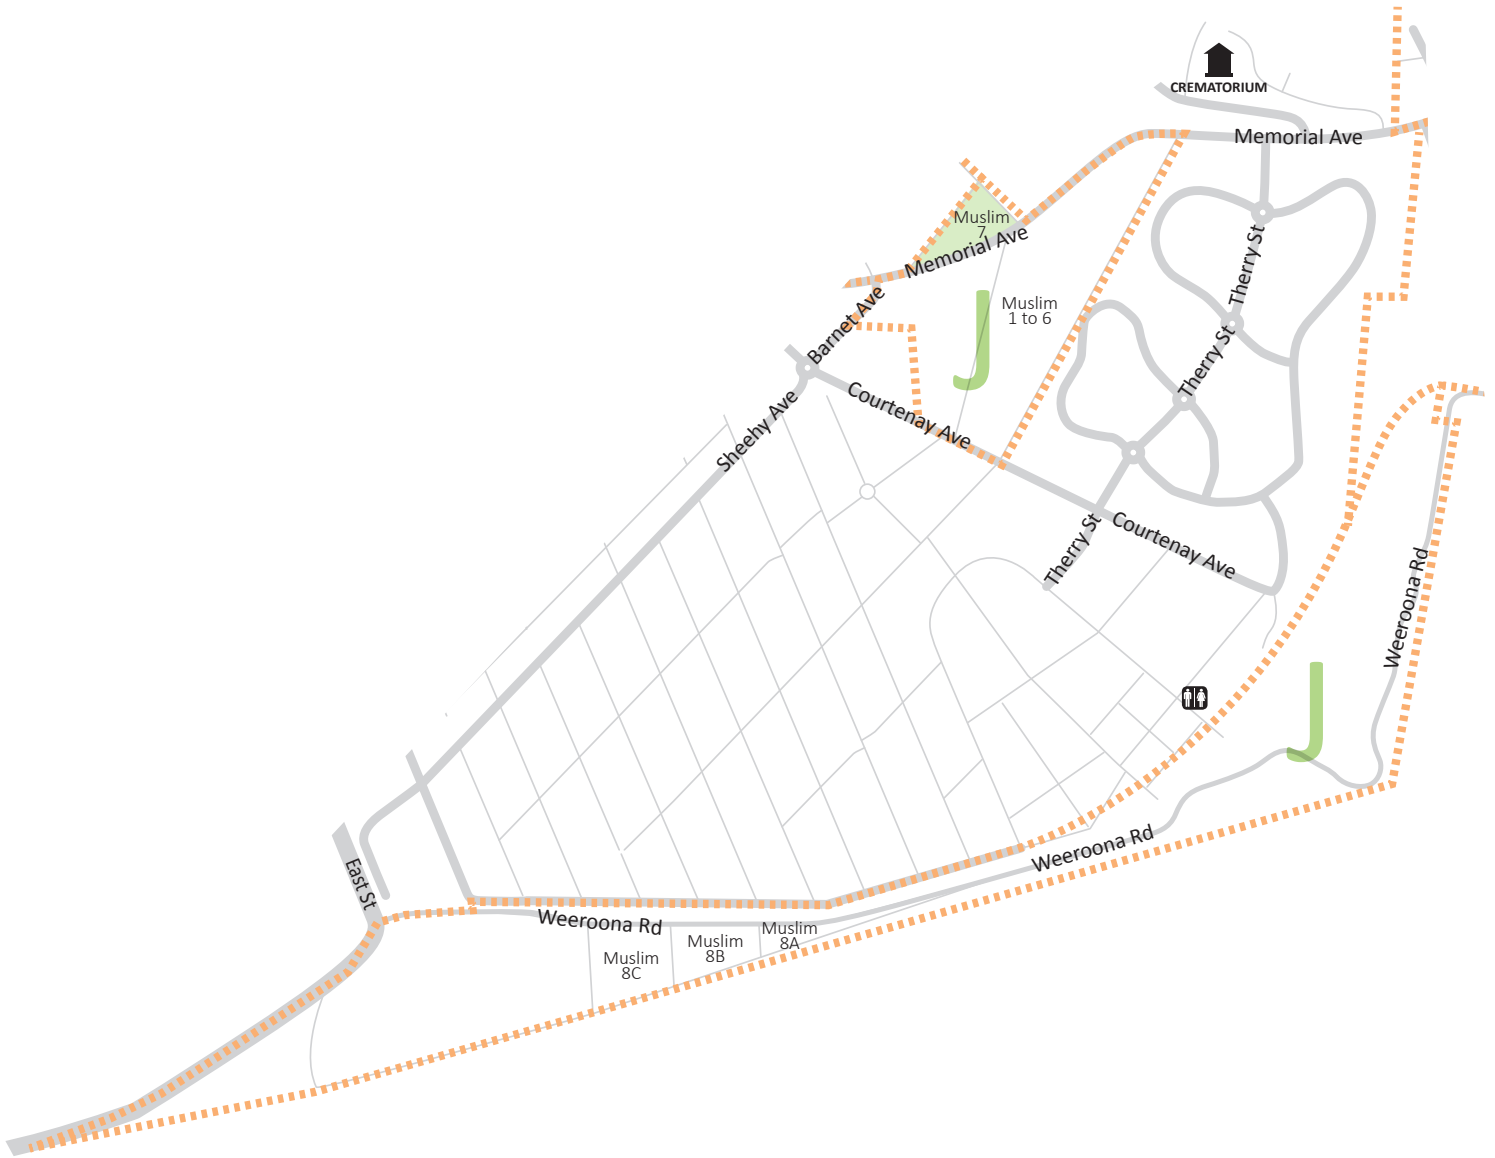 CREMATORIUM
Memorial Ave
Muslim
7
Memorial Ave
Therry St
Muslim
1 to 6
J
Barnet Ave
Therry St
Courtenay Ave
Sheehy Ave
Therry St
Courtenay Ave
Weeroona Rd
J
Weeroona Rd
East St
Weeroona Rd
Muslim
8A
Muslim
8B
Muslim
8C